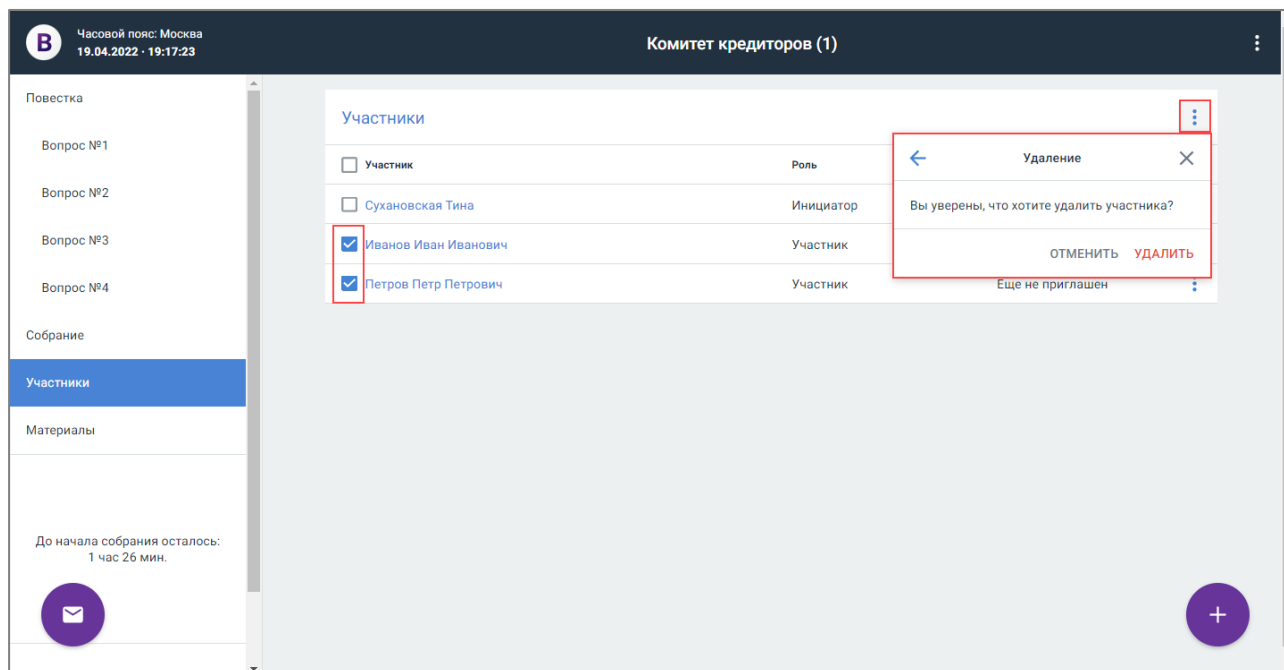 B
Часовой пояс: Москва
19.04.2022 · 19:17:23
Комитет кредиторов (1)
Повестка
Вопрос №1
Вопрос №2
Вопрос №3
Вопрос №4
Собрание
Участники
Материалы
До начала собрания осталось:
1 час 26 мин.
Участники
Участник Роль
Сухановская Тина Инициатор
Иванов Иван Иванович Участник
Петров Петр Петрович Участник Еще не приглашен
Удаление
Вы уверены, что хотите удалить участника?
ОТМЕНИТЬ УДАЛИТЬ